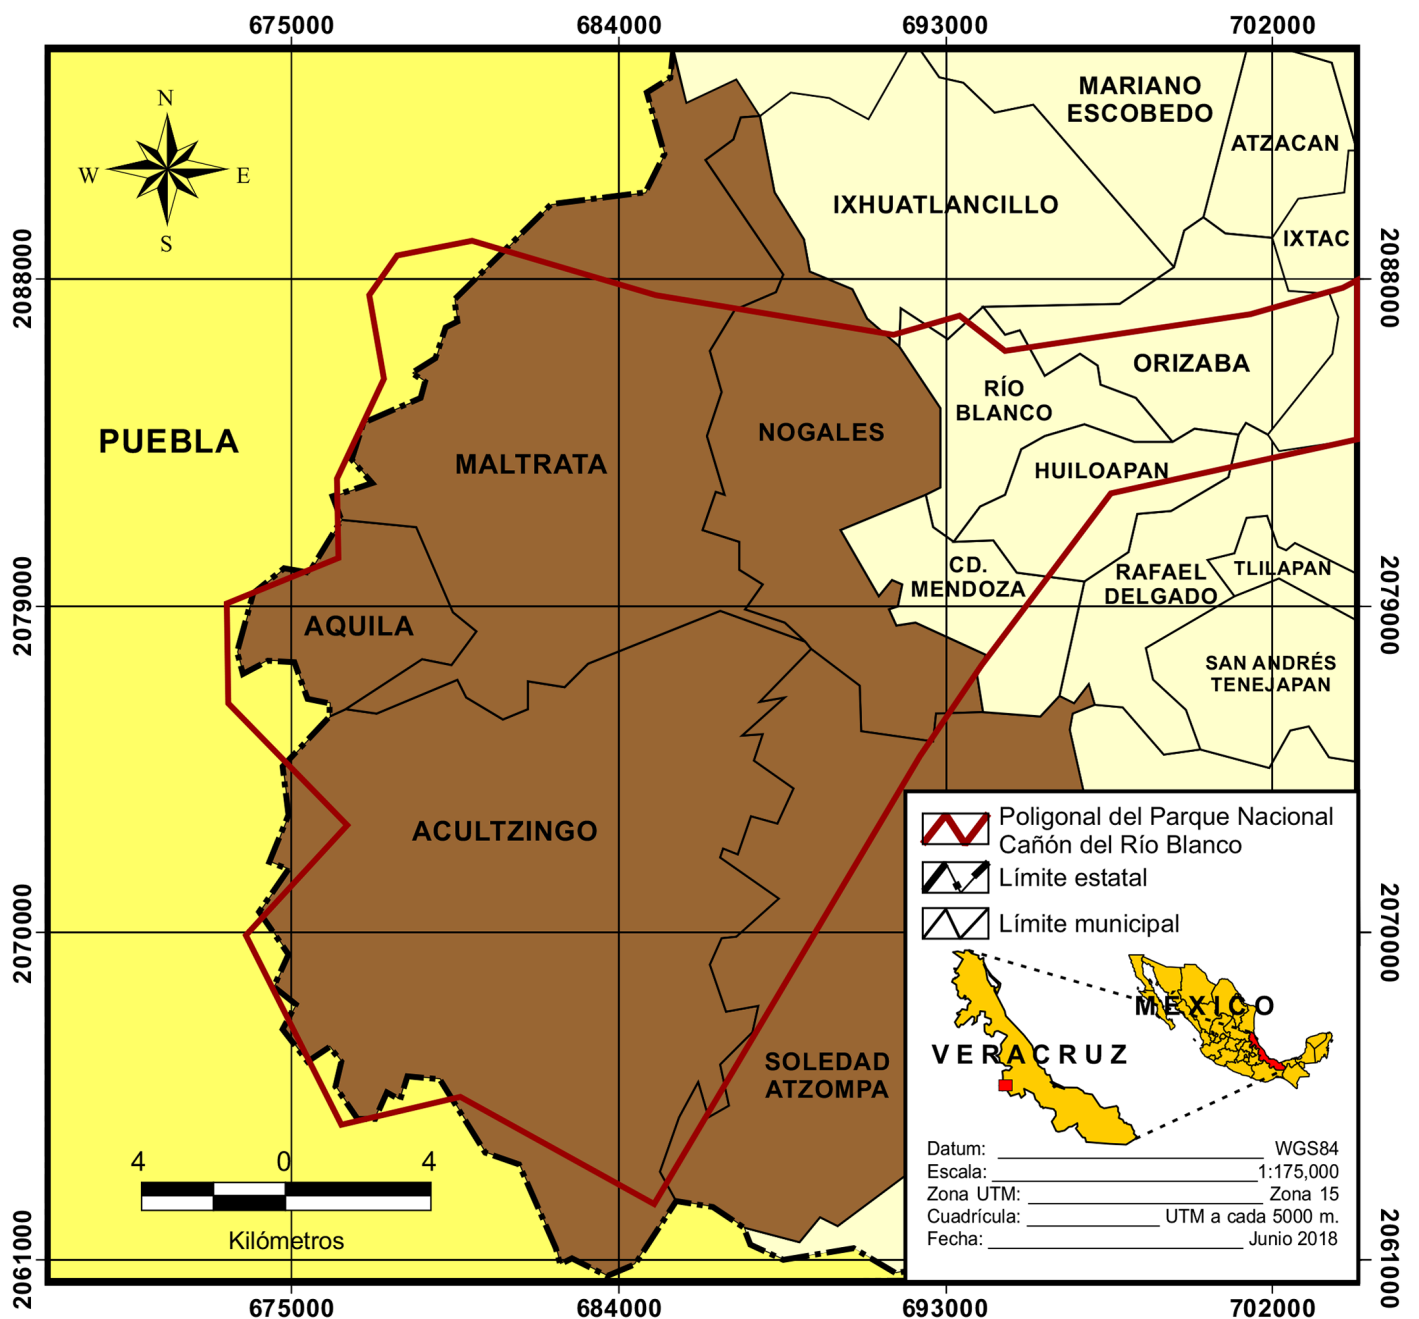 675000
684000
693000
702000
N
W
E
S
MARIANO
ESCOBEDO
ATZACAN
IXHUATLANCILLO
IXTAC
2088000
2088000
ORIZABA
RÍO
BLANCO
PUEBLA
NOGALES
MALTRATA
HUILOAPAN
CD.
MENDOZA
RAFAEL
DELGADO
TLILAPAN
2079000
2079000
AQUILA
SAN ANDRÉS
TENEJAPAN
ACULTZINGO
Poligonal del Parque Nacional
Cañón del Río Blanco
Límite estatal
Límite municipal
2070000
2070000
MÉXICO
VERACRUZ
SOLEDAD
ATZOMPA
Datum: WGS84
Escala: 1:175,000
Zona UTM: Zona 15
Cuadrícula: UTM a cada 5000 m.
Fecha: Junio 2018
4 0 4
Kilómetros
2061000
2061000
675000
684000
693000
702000